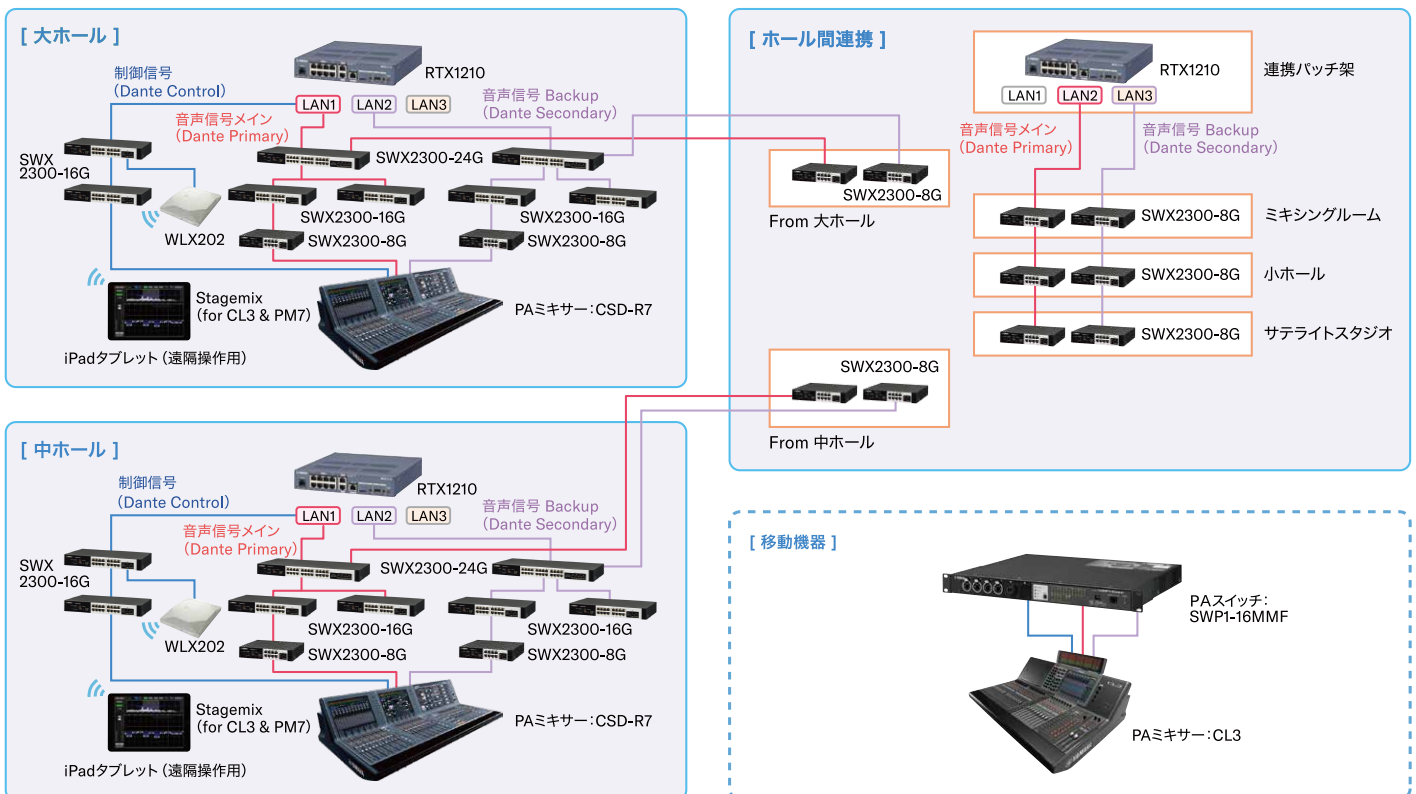 [ 大ホール ]
RTX1210
制御信号
(Dante Control)
LAN1
LAN2
LAN3
音声信号メイン
(Dante Primary)
音声信号 Backup
(Dante Secondary)
SWX
2300-16G
SWX2300-24G
WLX202
SWX2300-16G
SWX2300-16G
SWX2300-8G
SWX2300-8G
Stagemix
(for CL3 & PM7)
PAミキサー：CSD-R7
iPadタブレット（遠隔操作用）
[ ホール間連携 ]
RTX1210
連携パッチ架
LAN1
LAN2
LAN3
音声信号メイン
(Dante Primary)
音声信号 Backup
(Dante Secondary)
SWX2300-8G
From 大ホール
SWX2300-8G
ミキシングルーム
SWX2300-8G
小ホール
SWX2300-8G
サテライトスタジオ
SWX2300-8G
From 中ホール
[ 中ホール ]
RTX1210
制御信号
(Dante Control)
LAN1
LAN2
LAN3
音声信号メイン
(Dante Primary)
音声信号 Backup
(Dante Secondary)
SWX
2300-16G
SWX2300-24G
WLX202
SWX2300-16G
SWX2300-16G
SWX2300-8G
SWX2300-8G
Stagemix
(for CL3 & PM7)
PAミキサー：CSD-R7
iPadタブレット（遠隔操作用）
[ 移動機器 ]
PAスイッチ：
SWP1-16MMF
PAミキサー：CL3